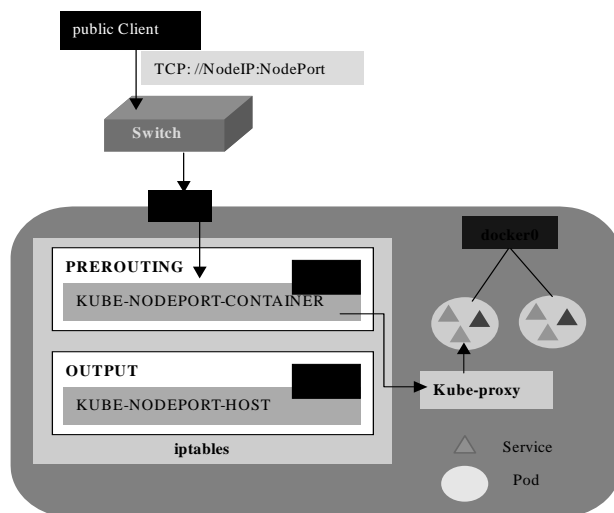 public Client
TCP: //NodeIP:NodePort
Switch
docker0
PREROUTING
KUBE-NODEPORT-CONTAINER
OUTPUT
KUBE-NODEPORT-HOST
Kube-proxy
iptables
Service
Pod